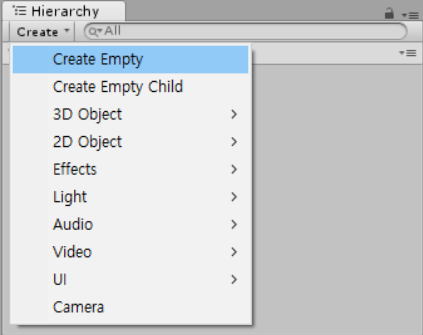 Hierarchy
Create
All
Create Empty
Create Empty Child
3D Object
2D Object
Effects
Light
Audio
Video
UI
Camera